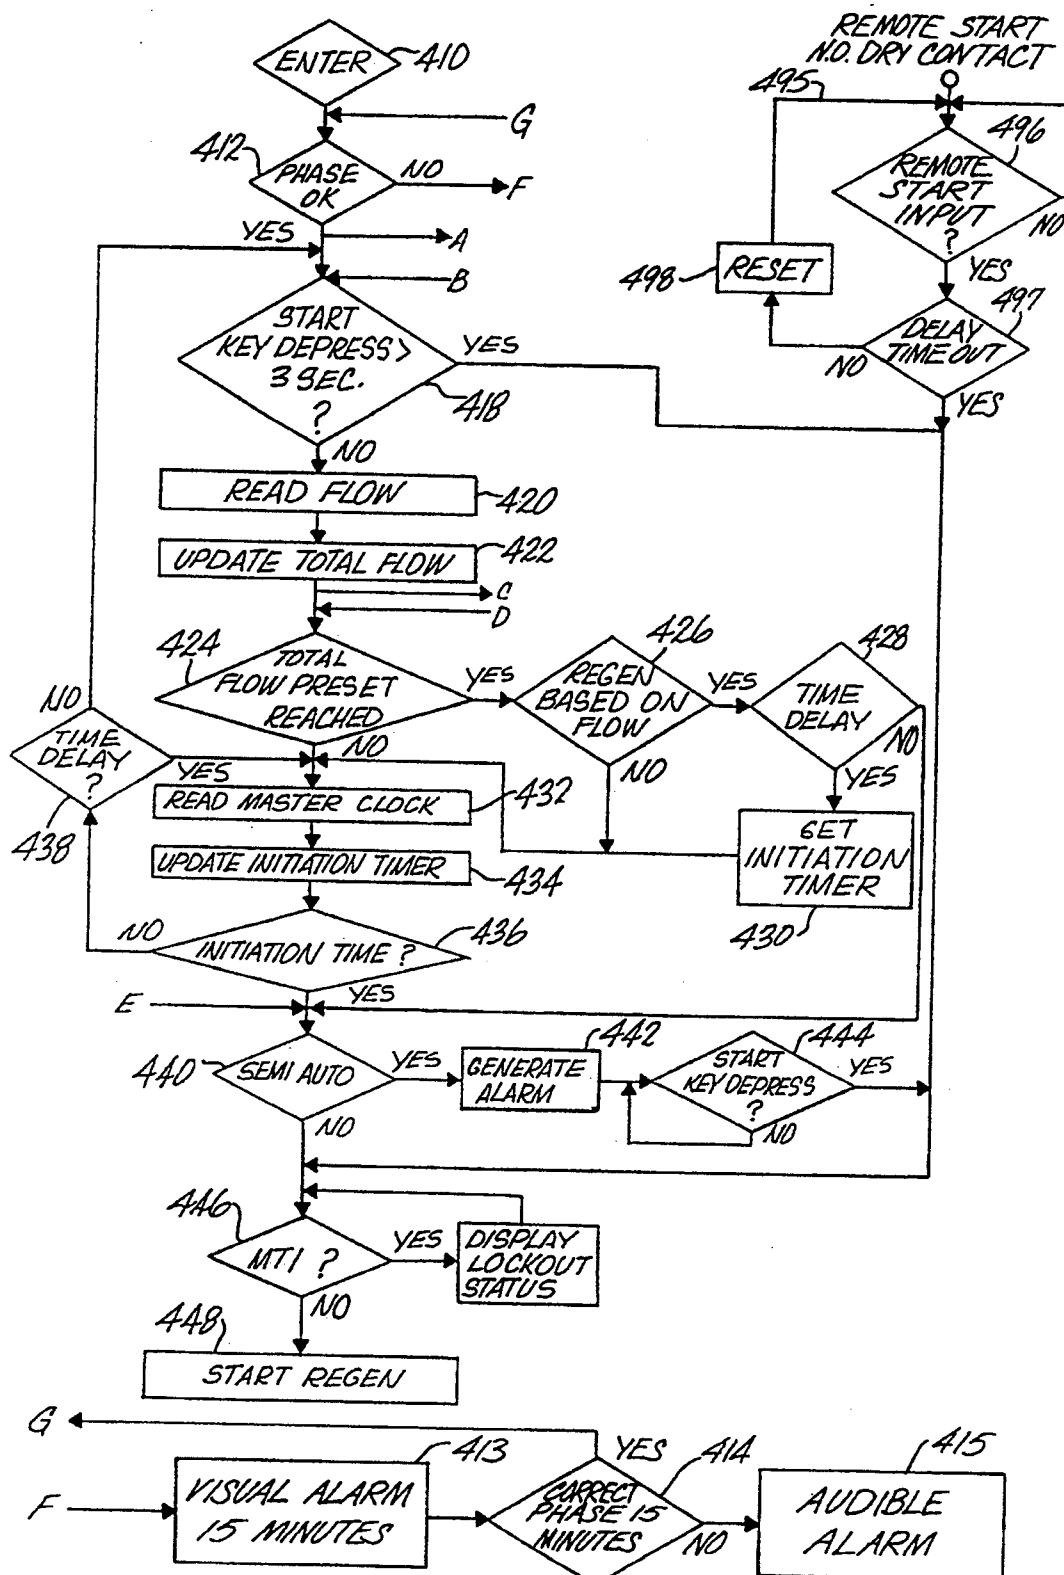 REMOTE START
N.O. DRY CONTACT
ENTER
410
G
412
PHASE
OK
NO
F
YES
A
B
START
KEY DEPRESS >
3 SEC.
?
418
YES
NO
495
496
REMOTE
START
INPUT
?
NO
YES
498
RESET
497
DELAY
TIME OUT
NO
YES
READ FLOW
420
UPDATE TOTAL FLOW
422
C
D
424
TOTAL
FLOW PRESET
REACHED
YES
NO
426
REGEN
BASED ON
FLOW
YES
NO
428
TIME
DELAY
NO
YES
SET
INITIATION
TIMER
430
NO
TIME
DELAY
?
YES
438
READ MASTER CLOCK
432
UPDATE INITIATION TIMER
434
NO
INITIATION TIME ?
436
YES
E
440
SEMI AUTO
YES
NO
442
GENERATE
ALARM
444
START
KEY DEPRESS
?
YES
NO
446
MTI ?
YES
NO
DISPLAY
LOCKOUT
STATUS
448
START REGEN
G
F
413
VISUAL ALARM
15 MINUTES
YES
414
CORRECT
PHASE 15
MINUTES
NO
415
AUDIBLE
ALARM